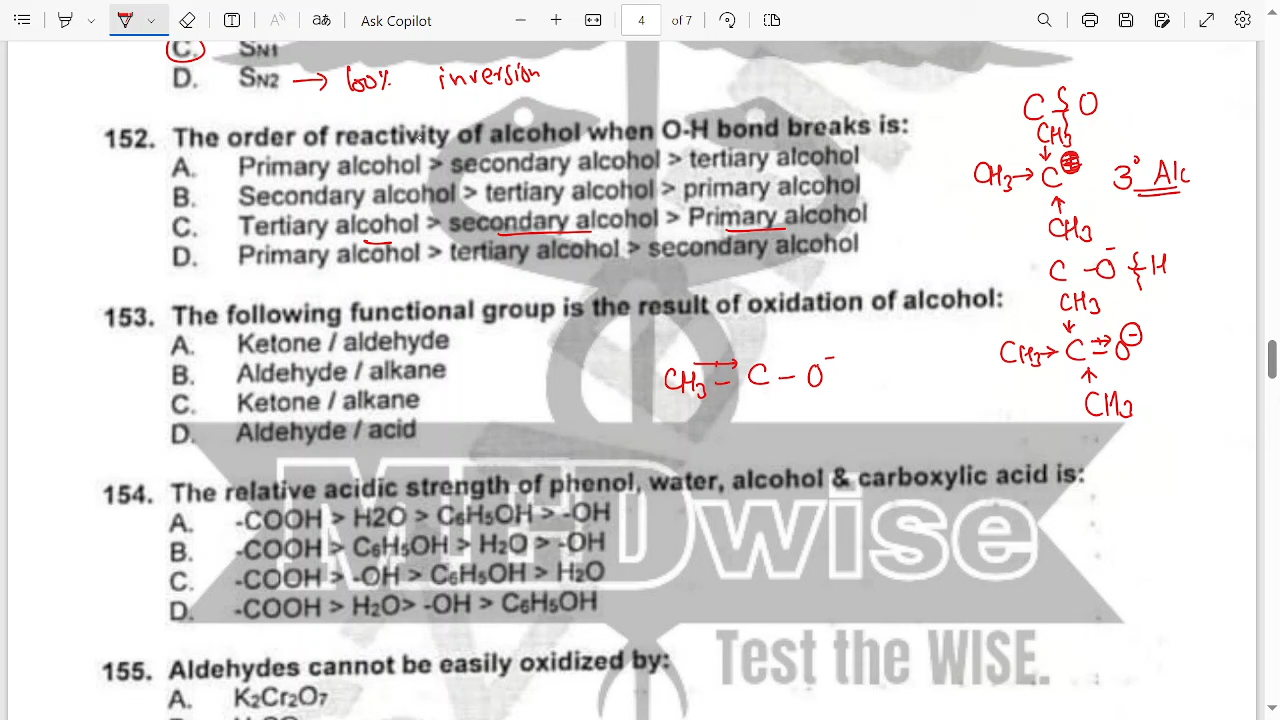 Ask Copilot
4 of 7
C. SN1
D. SN2 → 100% inversion
C O
CH3
CH3 → C 3° Alc
CH3
152. The order of reactivity of alcohol when O-H bond breaks is:
A. Primary alcohol > secondary alcohol > tertiary alcohol
B. Secondary alcohol > tertiary alcohol > primary alcohol
C. Tertiary alcohol > secondary alcohol > Primary alcohol
D. Primary alcohol > tertiary alcohol > secondary alcohol
C - O⁻ H
CH3
CH3 → C - O⁻
CH3
153. The following functional group is the result of oxidation of alcohol:
A. Ketone / aldehyde
B. Aldehyde / alkane
C. Ketone / alkane
D. Aldehyde / acid
CH3 - C - O⁻
154. The relative acidic strength of phenol, water, alcohol & carboxylic acid is:
A. -COOH > H2O > C6H5OH > -OH
B. -COOH > C6H5OH > H2O > -OH
C. -COOH > -OH > C6H5OH > H2O
D. -COOH > H2O> -OH > C6H5OH
MEDwise
Test the WISE.
155. Aldehydes cannot be easily oxidized by:
A. K2Cr2O7